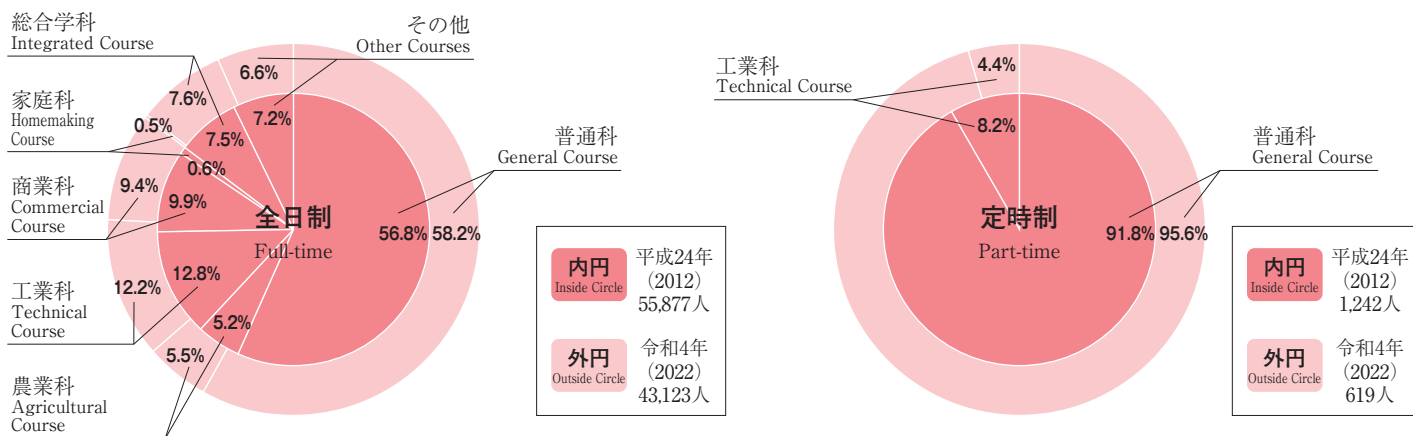 総合学科
Integrated Course
その他
Other Courses
6.6%
7.6%
7.2%
7.5%
家庭科
Homemaking
Course
0.5%
0.6%
商業科
Commercial
Course
9.4%
9.9%
工業科
Technical
Course
12.2%
12.8%
農業科
Agricultural
Course
5.5%
5.2%
全日制
Full-time
普通科
General Course
56.8%
58.2%
内円
Inside Circle
平成24年
（2012）
55,877人
外円
Outside Circle
令和4年
（2022）
43,123人
工業科
Technical Course
4.4%
8.2%
定時制
Part-time
普通科
General Course
91.8%
95.6%
内円
Inside Circle
平成24年
（2012）
1,242人
外円
Outside Circle
令和4年
（2022）
619人